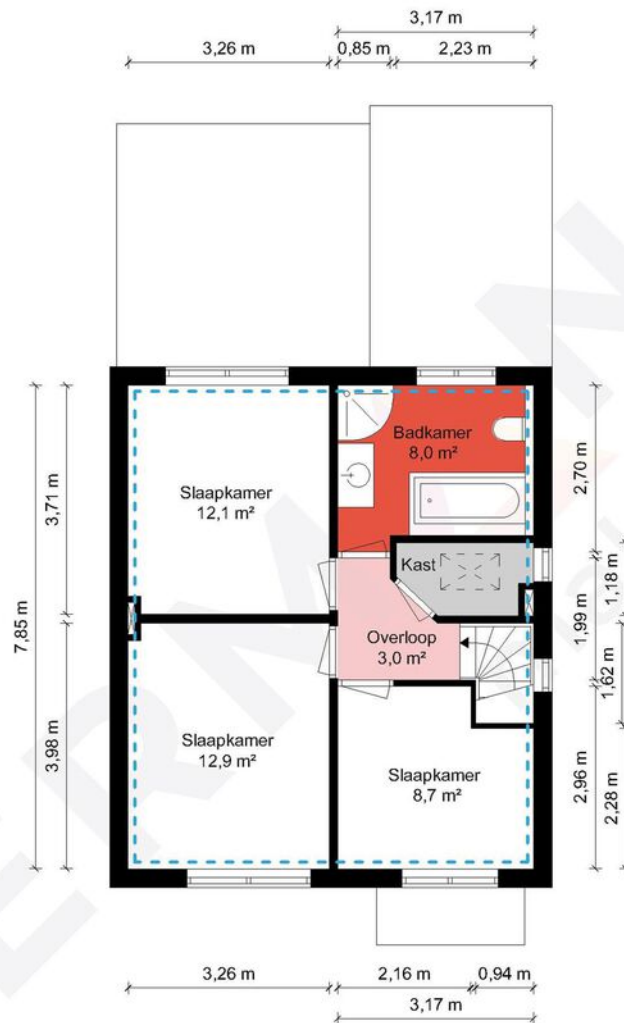 3,17 m
3,26 m
0,85 m
2,23 m
Badkamer
8,0 m²
Slaapkamer
12,1 m²
Kast
Overloop
3,0 m²
Slaapkamer
12,9 m²
Slaapkamer
8,7 m²
3,71 m
7,85 m
3,98 m
2,70 m
1,18 m
1,99 m
1,62 m
2,96 m
2,28 m
3,26 m
2,16 m
0,94 m
3,17 m